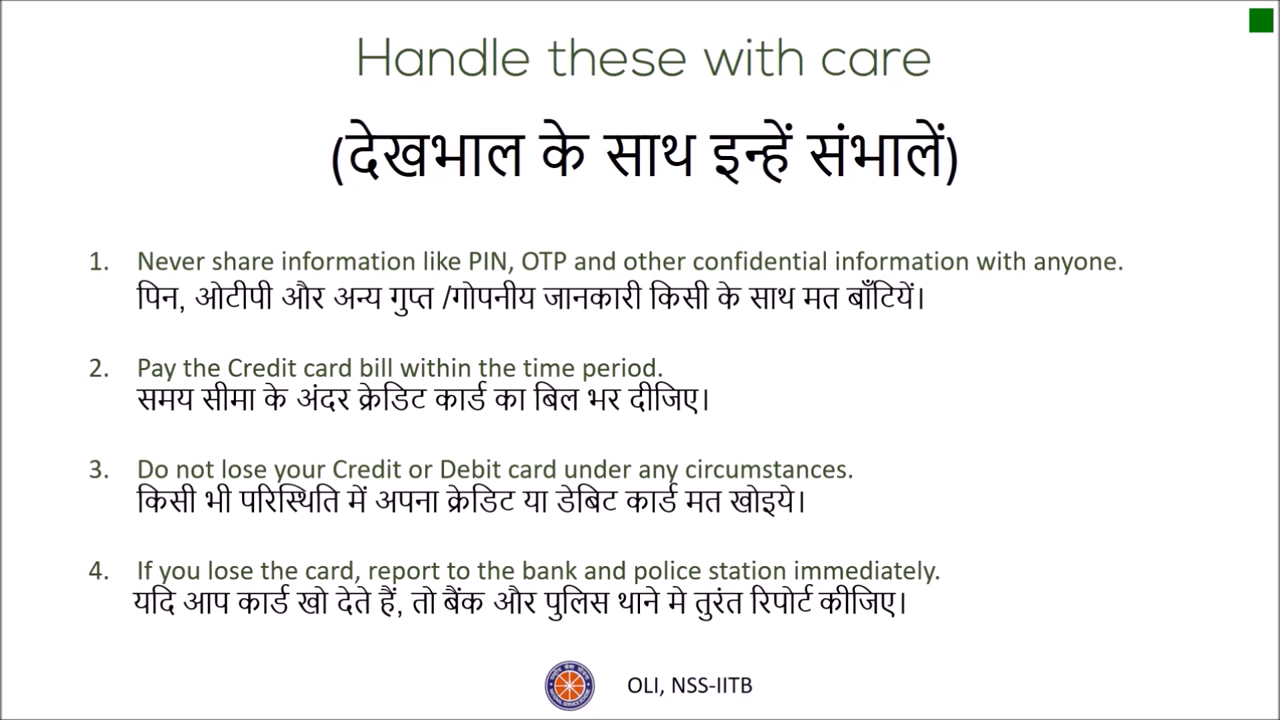 Handle these with care
(देखभाल के साथ इन्हें संभालें)
1. Never share information like PIN, OTP and other confidential information with anyone.
पिन, ओटीपी और अन्य गुप्त /गोपनीय जानकारी किसी के साथ मत बाँटियें।
2. Pay the Credit card bill within the time period.
समय सीमा के अंदर क्रेडिट कार्ड का बिल भर दीजिए।
3. Do not lose your Credit or Debit card under any circumstances.
किसी भी परिस्थिति में अपना क्रेडिट या डेबिट कार्ड मत खोइये।
4. If you lose the card, report to the bank and police station immediately.
यदि आप कार्ड खो देते हैं, तो बैंक और पुलिस थाने मे तुरंत रिपोर्ट कीजिए।
OLI, NSS-IITB